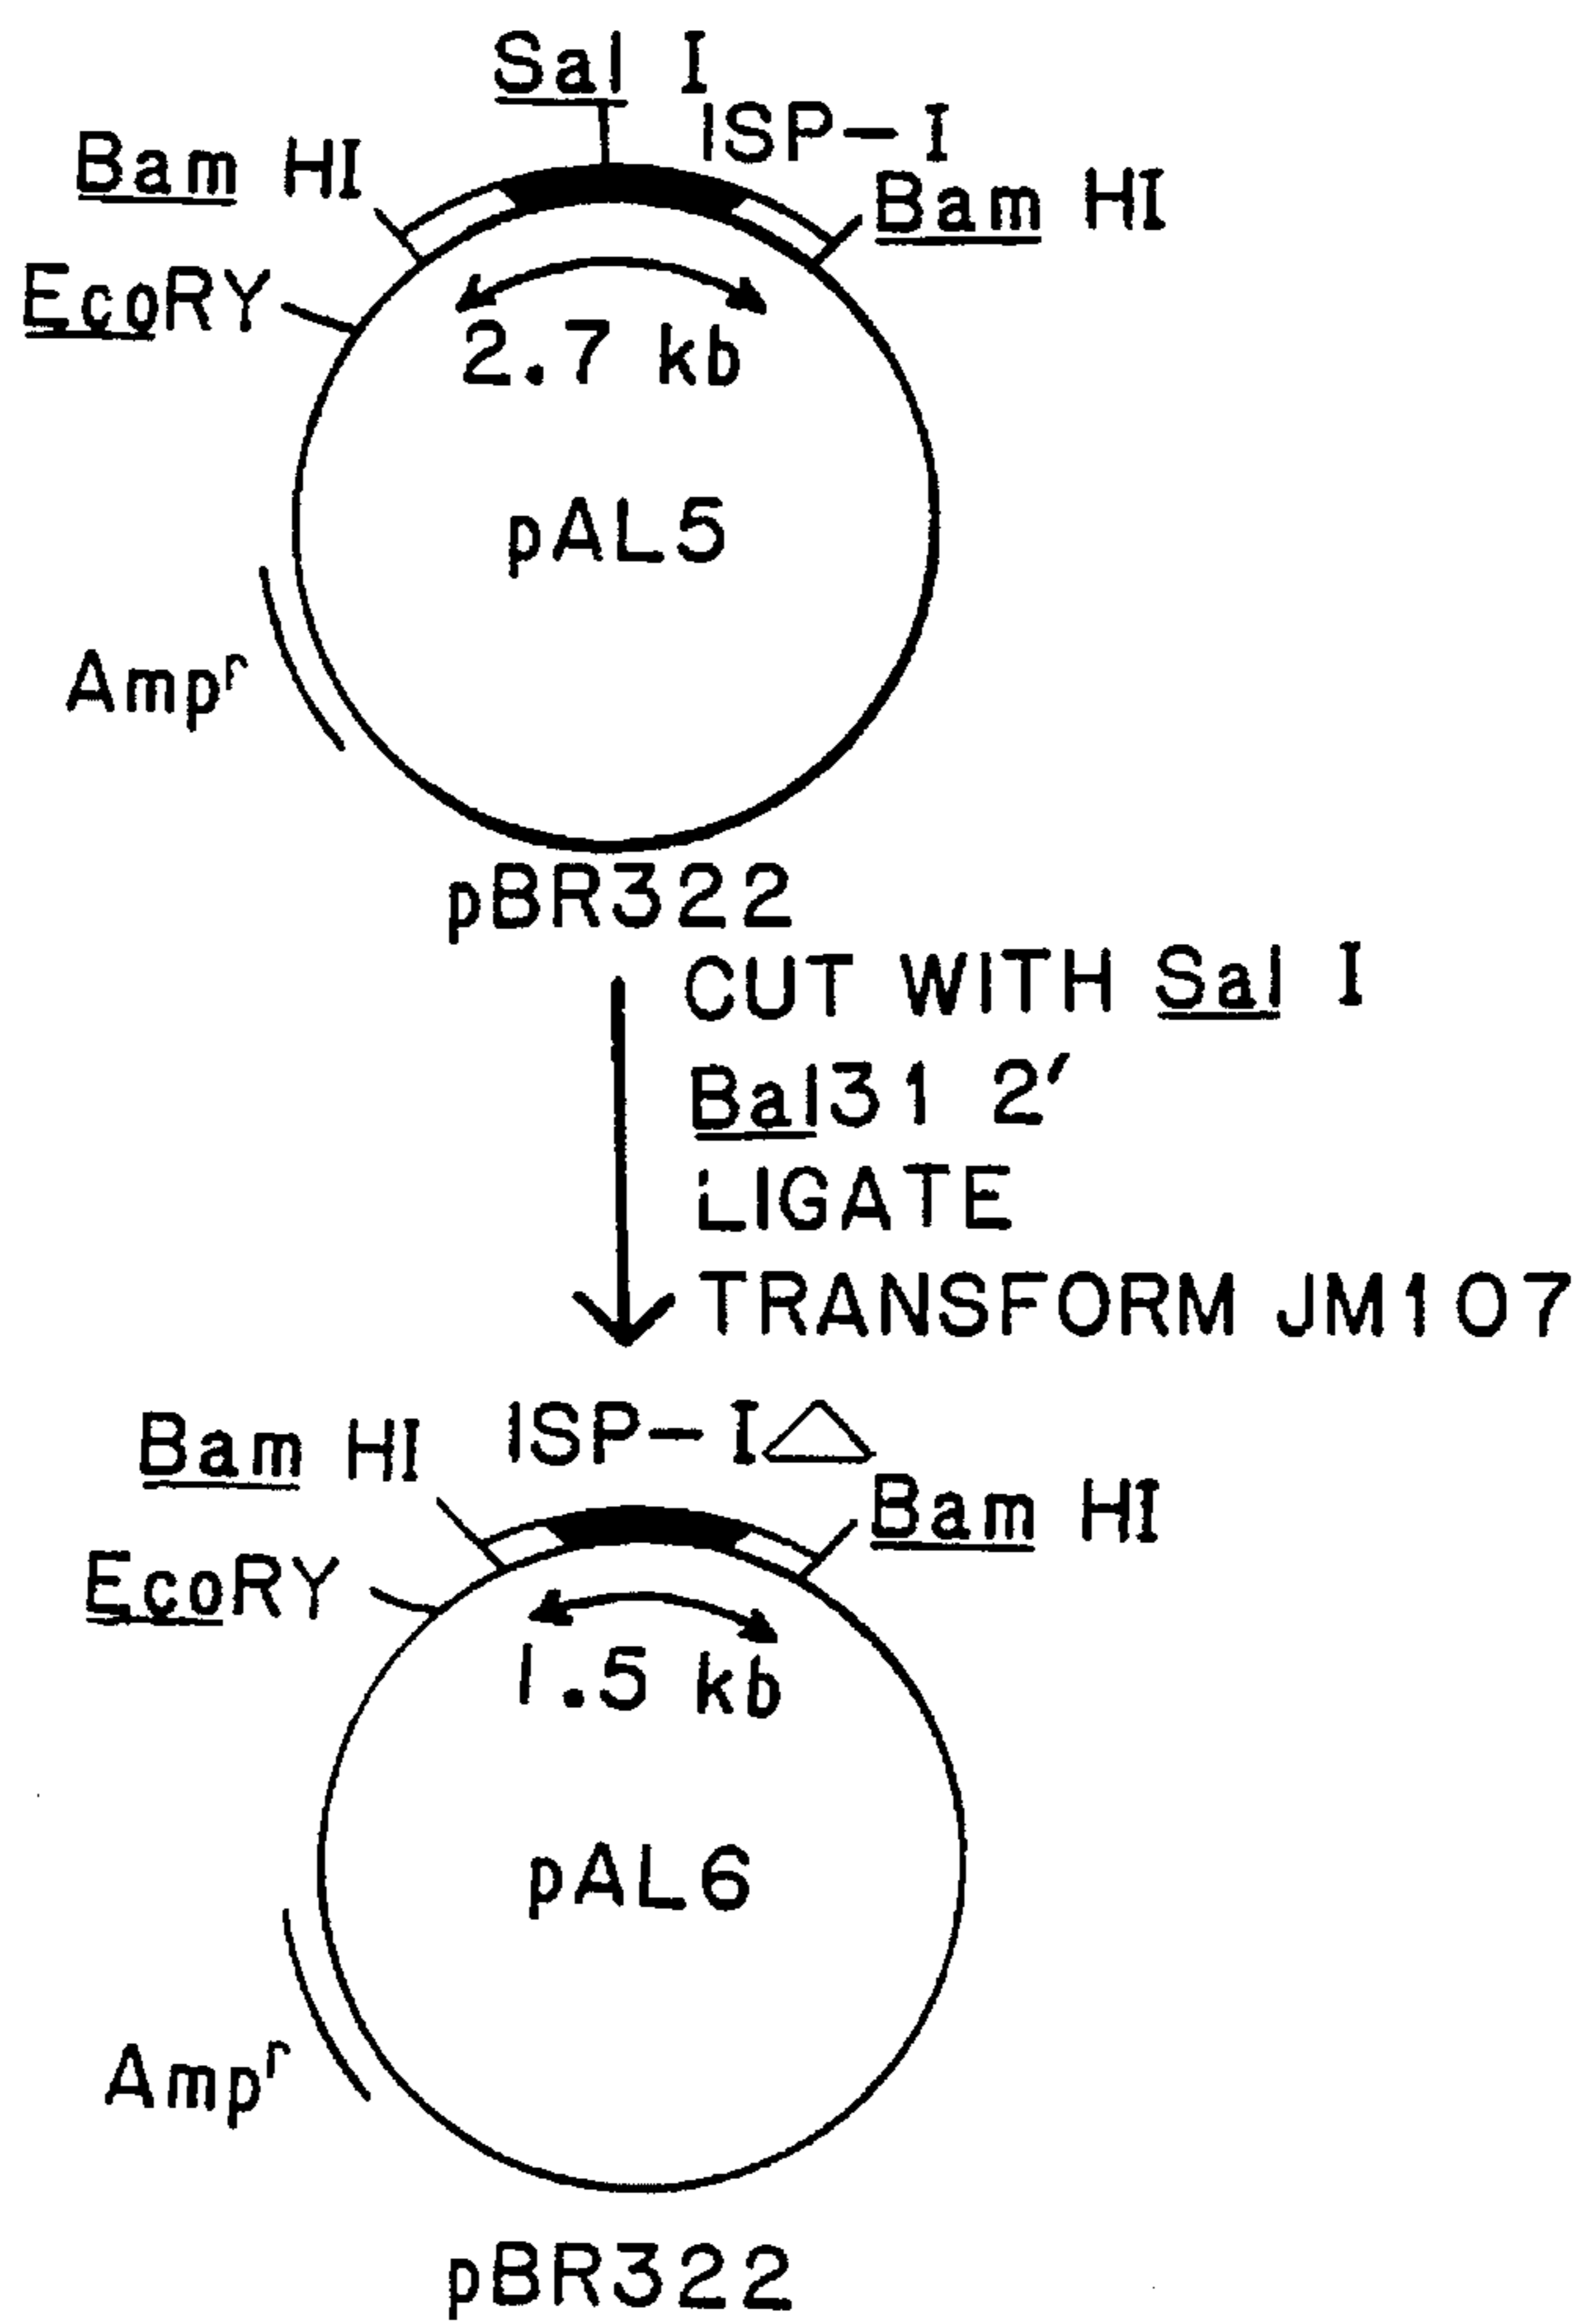 Sal I
ISP-I
Bam HI
Bam HI
EcoRY
2.7 kb
pAL5
Ampʳ
pBR322
CUT WITH Sal I
Bal31 2′
LIGATE
TRANSFORM JM107
ISP-I△
Bam HI
Bam HI
EcoRY
1.5 kb
pAL6
Ampʳ
pBR322